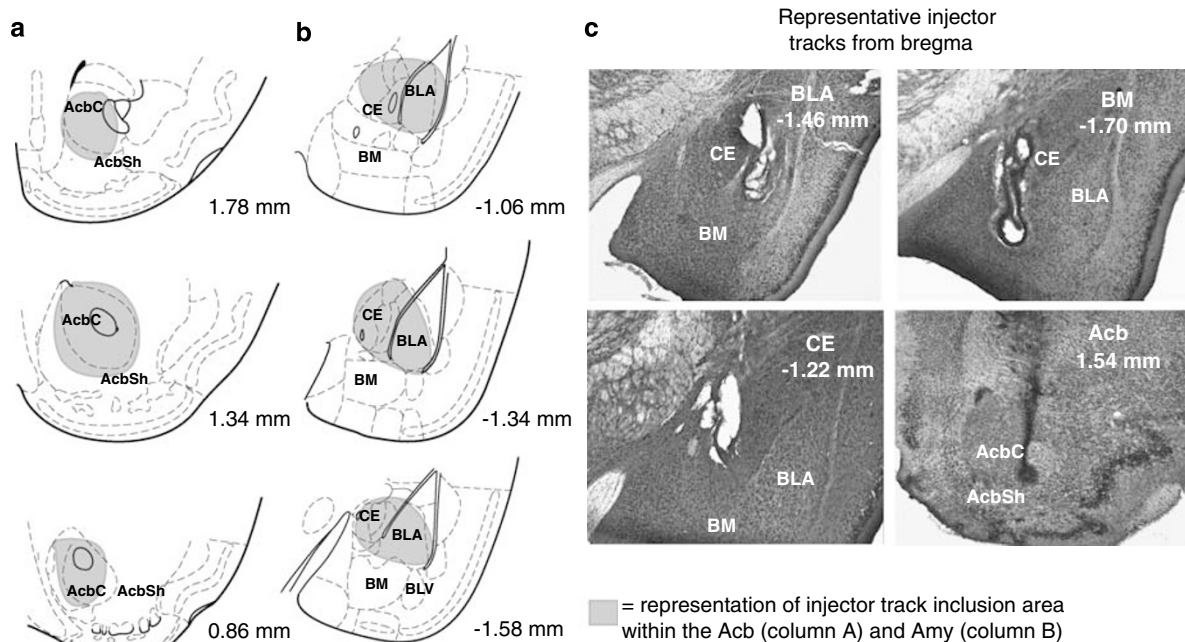 a
AcbC
AcbSh
1.78 mm
AcbC
AcbSh
1.34 mm
AcbC
AcbSh
0.86 mm
b
BLA
CE
BM
-1.06 mm
CE
BLA
BM
-1.34 mm
CE
BLA
BM
BLV
-1.58 mm
c
Representative injector
tracks from bregma
BLA
-1.46 mm
CE
BM
BM
-1.70 mm
CE
BLA
CE
-1.22 mm
BLA
BM
Acb
1.54 mm
AcbC
AcbSh
= representation of injector track inclusion area
within the Acb (column A) and Amy (column B)